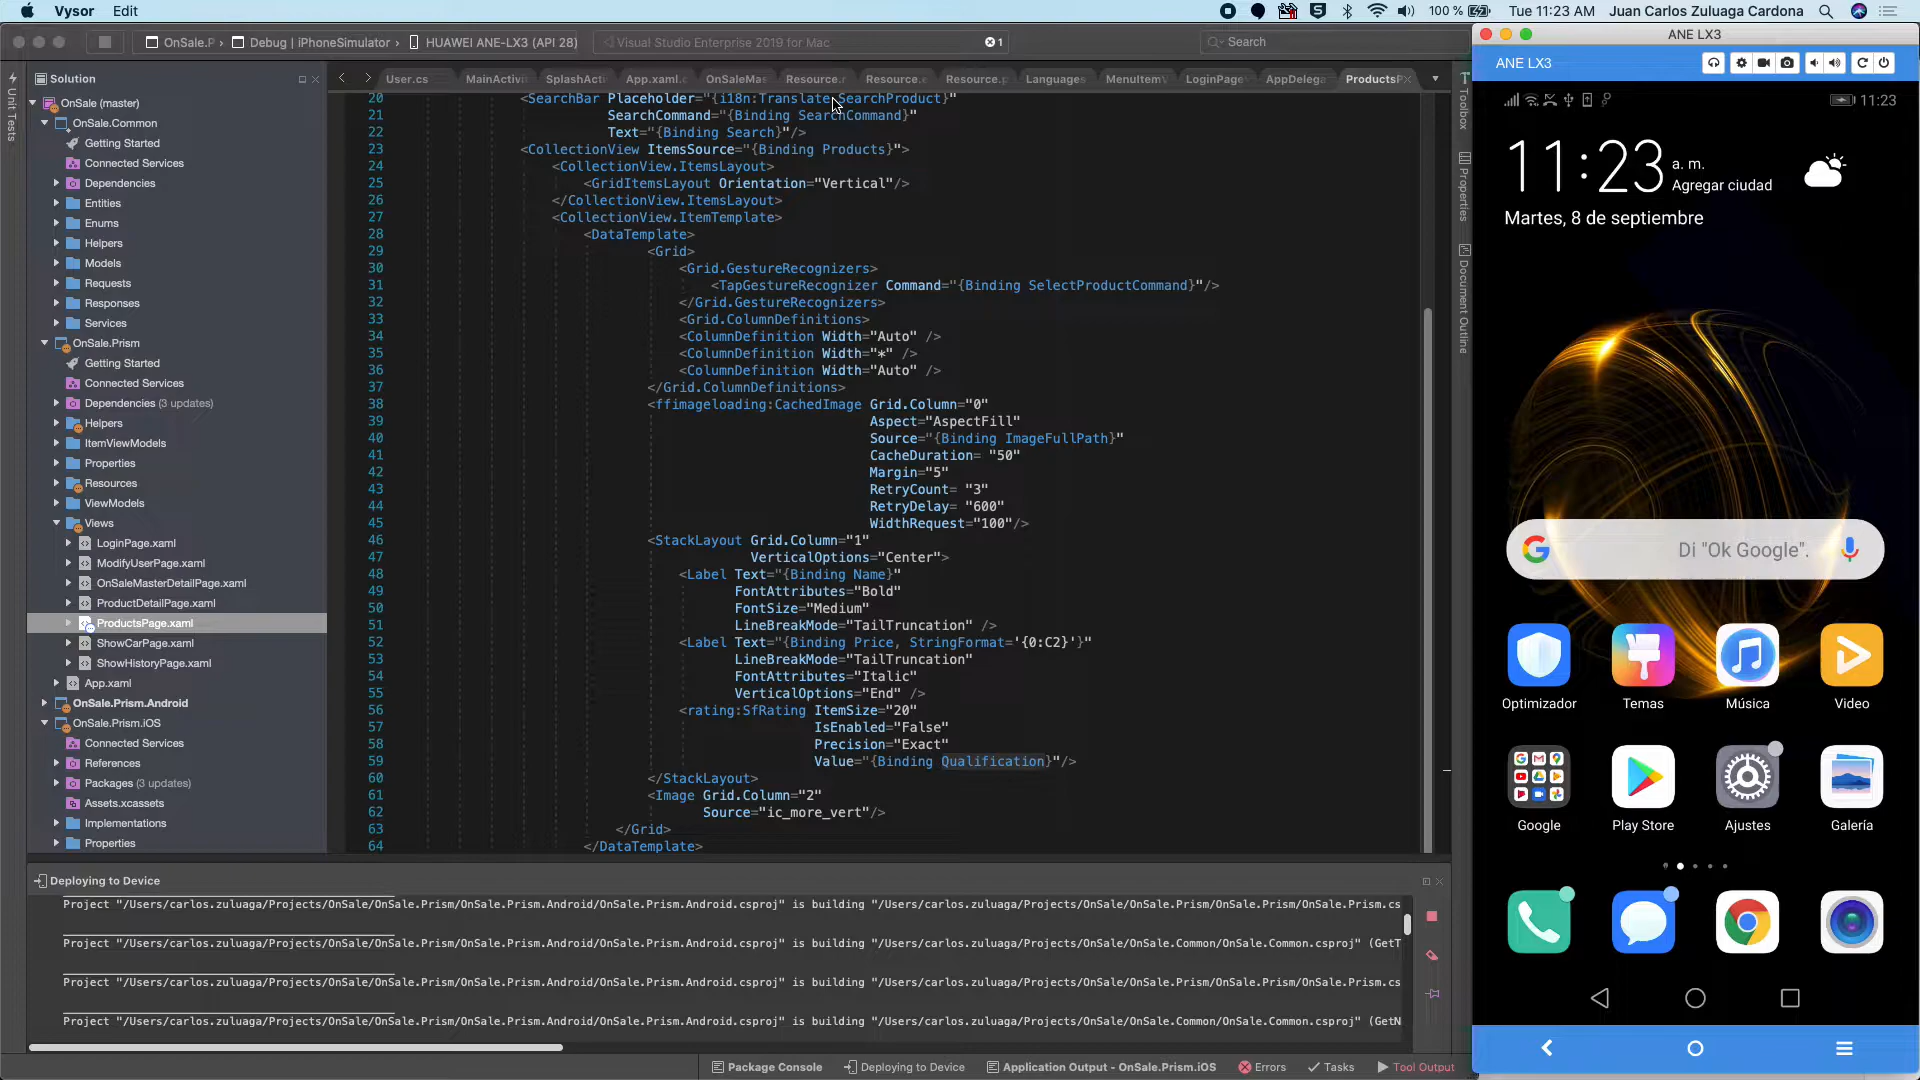 Vysor Edit
100 % Tue 11:23 AM Juan Carlos Zuluaga Cardona
OnSale.P › Debug | iPhoneSimulator › HUAWEI ANE-LX3 (API 28)
Visual Studio Enterprise 2019 for Mac
1
Search
Solution
User.cs MainActivi SplashActi App.xaml.c OnSaleMas Resource.r Resource.e Resource.p Languages MenuItemV LoginPage AppDelega ProductsP
Unit Tests
Toolbox
Properties
Document Outline
OnSale (master)
OnSale.Common
Getting Started
Connected Services
Dependencies
Entities
Enums
Helpers
Models
Requests
Responses
Services
OnSale.Prism
Getting Started
Connected Services
Dependencies (3 updates)
Helpers
ItemViewModels
Properties
Resources
ViewModels
Views
LoginPage.xaml
ModifyUserPage.xaml
OnSaleMasterDetailPage.xaml
ProductDetailPage.xaml
ProductsPage.xaml
ShowCarPage.xaml
ShowHistoryPage.xaml
App.xaml
OnSale.Prism.Android
OnSale.Prism.iOS
Connected Services
References
Packages (3 updates)
Assets.xcassets
Implementations
Properties
20 <SearchBar Placeholder="{i18n:Translate SearchProduct}"
21 SearchCommand="{Binding SearchCommand}"
22 Text="{Binding Search}"/>
23 <CollectionView ItemsSource="{Binding Products}">
24 <CollectionView.ItemsLayout>
25 <GridItemsLayout Orientation="Vertical"/>
26 </CollectionView.ItemsLayout>
27 <CollectionView.ItemTemplate>
28 <DataTemplate>
29 <Grid>
30 <Grid.GestureRecognizers>
31 <TapGestureRecognizer Command="{Binding SelectProductCommand}"/>
32 </Grid.GestureRecognizers>
33 <Grid.ColumnDefinitions>
34 <ColumnDefinition Width="Auto" />
35 <ColumnDefinition Width="*" />
36 <ColumnDefinition Width="Auto" />
37 </Grid.ColumnDefinitions>
38 <ffimageloading:CachedImage Grid.Column="0"
39 Aspect="AspectFill"
40 Source="{Binding ImageFullPath}"
41 CacheDuration= "50"
42 Margin="5"
43 RetryCount= "3"
44 RetryDelay= "600"
45 WidthRequest="100"/>
46 <StackLayout Grid.Column="1"
47 VerticalOptions="Center">
48 <Label Text="{Binding Name}"
49 FontAttributes="Bold"
50 FontSize="Medium"
51 LineBreakMode="TailTruncation" />
52 <Label Text="{Binding Price, StringFormat='{0:C2}'}"
53 LineBreakMode="TailTruncation"
54 FontAttributes="Italic"
55 VerticalOptions="End" />
56 <rating:SfRating ItemSize="20"
57 IsEnabled="False"
58 Precision="Exact"
59 Value="{Binding Qualification}"/>
60 </StackLayout>
61 <Image Grid.Column="2"
62 Source="ic_more_vert"/>
63 </Grid>
64 </DataTemplate>
Deploying to Device
Project "/Users/carlos.zuluaga/Projects/OnSale/OnSale.Prism/OnSale.Prism.Android/OnSale.Prism.Android.csproj" is building "/Users/carlos.zuluaga/Projects/OnSale/OnSale.Prism/OnSale.Prism/OnSale.Prism.cs
Project "/Users/carlos.zuluaga/Projects/OnSale/OnSale.Prism/OnSale.Prism.Android/OnSale.Prism.Android.csproj" is building "/Users/carlos.zuluaga/Projects/OnSale/OnSale.Common/OnSale.Common.csproj" (GetT
Project "/Users/carlos.zuluaga/Projects/OnSale/OnSale.Prism/OnSale.Prism.Android/OnSale.Prism.Android.csproj" is building "/Users/carlos.zuluaga/Projects/OnSale/OnSale.Prism/OnSale.Prism/OnSale.Prism.cs
Project "/Users/carlos.zuluaga/Projects/OnSale/OnSale.Prism/OnSale.Prism.Android/OnSale.Prism.Android.csproj" is building "/Users/carlos.zuluaga/Projects/OnSale/OnSale.Common/OnSale.Common.csproj" (GetN
Package Console Deploying to Device Application Output - OnSale.Prism.iOS Errors Tasks Tool Output
ANE LX3
ANE LX3
11:23
11:23 a. m.
Agregar ciudad
Martes, 8 de septiembre
Di "Ok Google".
Optimizador Temas Música Video
Google Play Store Ajustes Galería